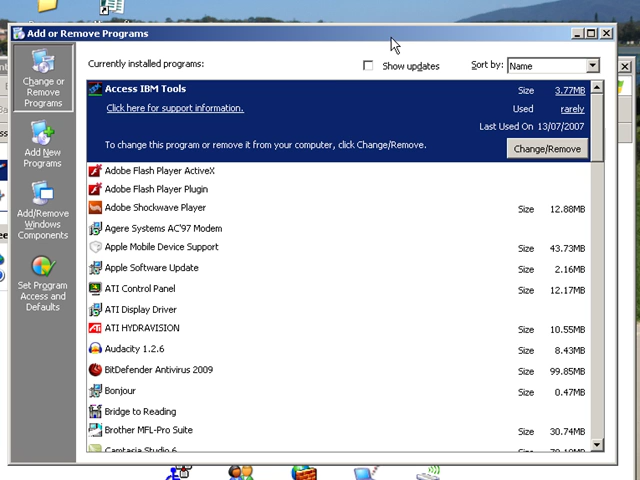 Add or Remove Programs
Change or
Remove
Programs
Add New
Programs
Add/Remove
Windows
Components
Set Program
Access and
Defaults
Currently installed programs:
Show updates
Sort by: Name
Access IBM Tools Size 3.77MB
Click here for support information. Used rarely
Last Used On 13/07/2007
To change this program or remove it from your computer, click Change/Remove. Change/Remove
Adobe Flash Player ActiveX
Adobe Flash Player Plugin
Adobe Shockwave Player Size 12.88MB
Agere Systems AC'97 Modem
Apple Mobile Device Support Size 43.73MB
Apple Software Update Size 2.16MB
ATI Control Panel Size 12.17MB
ATI Display Driver
ATI HYDRAVISION Size 10.55MB
Audacity 1.2.6 Size 8.43MB
BitDefender Antivirus 2009 Size 99.85MB
Bonjour Size 0.47MB
Bridge to Reading
Brother MFL-Pro Suite Size 30.74MB
Camtasia Studio 6 Size